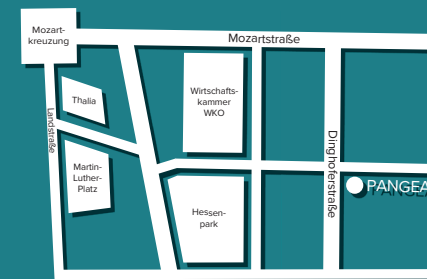 Mozart-
kreuzung
Mozartstraße
Thalia
Wirtschafts-
kammer
WKO
Landstraße
Martin-
Luther-
Platz
Dinghoferstraße
PANGEA
Hessen-
park